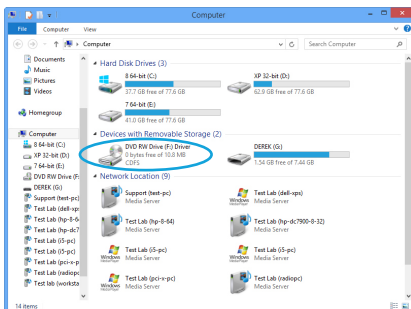 Computer
File
Computer
View
Computer
Search Computer
Documents
Music
Pictures
Videos
Homegroup
Computer
8 64-bit (C:)
XP 32-bit (D:)
7 64-bit (E:)
DVD RW Drive (F:
DEREK (G:)
Support (test-pc)
Test Lab (dell-xps)
Test Lab (hp-8-6
Test Lab (hp-dc7
Test Lab (i5-pc)
Test Lab (i5-pc)
Test Lab (pci-x-p
Test Lab (radiopc
Test lab (worksta
Hard Disk Drives (3)
8 64-bit (C:)
37.7 GB free of 77.6 GB
XP 32-bit (D:)
62.9 GB free of 77.6 GB
7 64-bit (E:)
41.0 GB free of 77.6 GB
Devices with Removable Storage (2)
DVD RW Drive (F:) Driver
0 bytes free of 10.8 MB
CDFS
DEREK (G:)
1.54 GB free of 7.44 GB
Network Location (9)
Support (test-pc)
Media Server
Test Lab (dell-xps)
Media Server
Test Lab (hp-8-64)
Media Server
Test Lab (hp-dc7900-8-32)
Media Server
Test Lab (i5-pc)
Media Server
Test Lab (i5-pc)
Media Server
Test Lab (pci-x-pc)
Media Server
Test Lab (radiopc)
Media Server
14 items